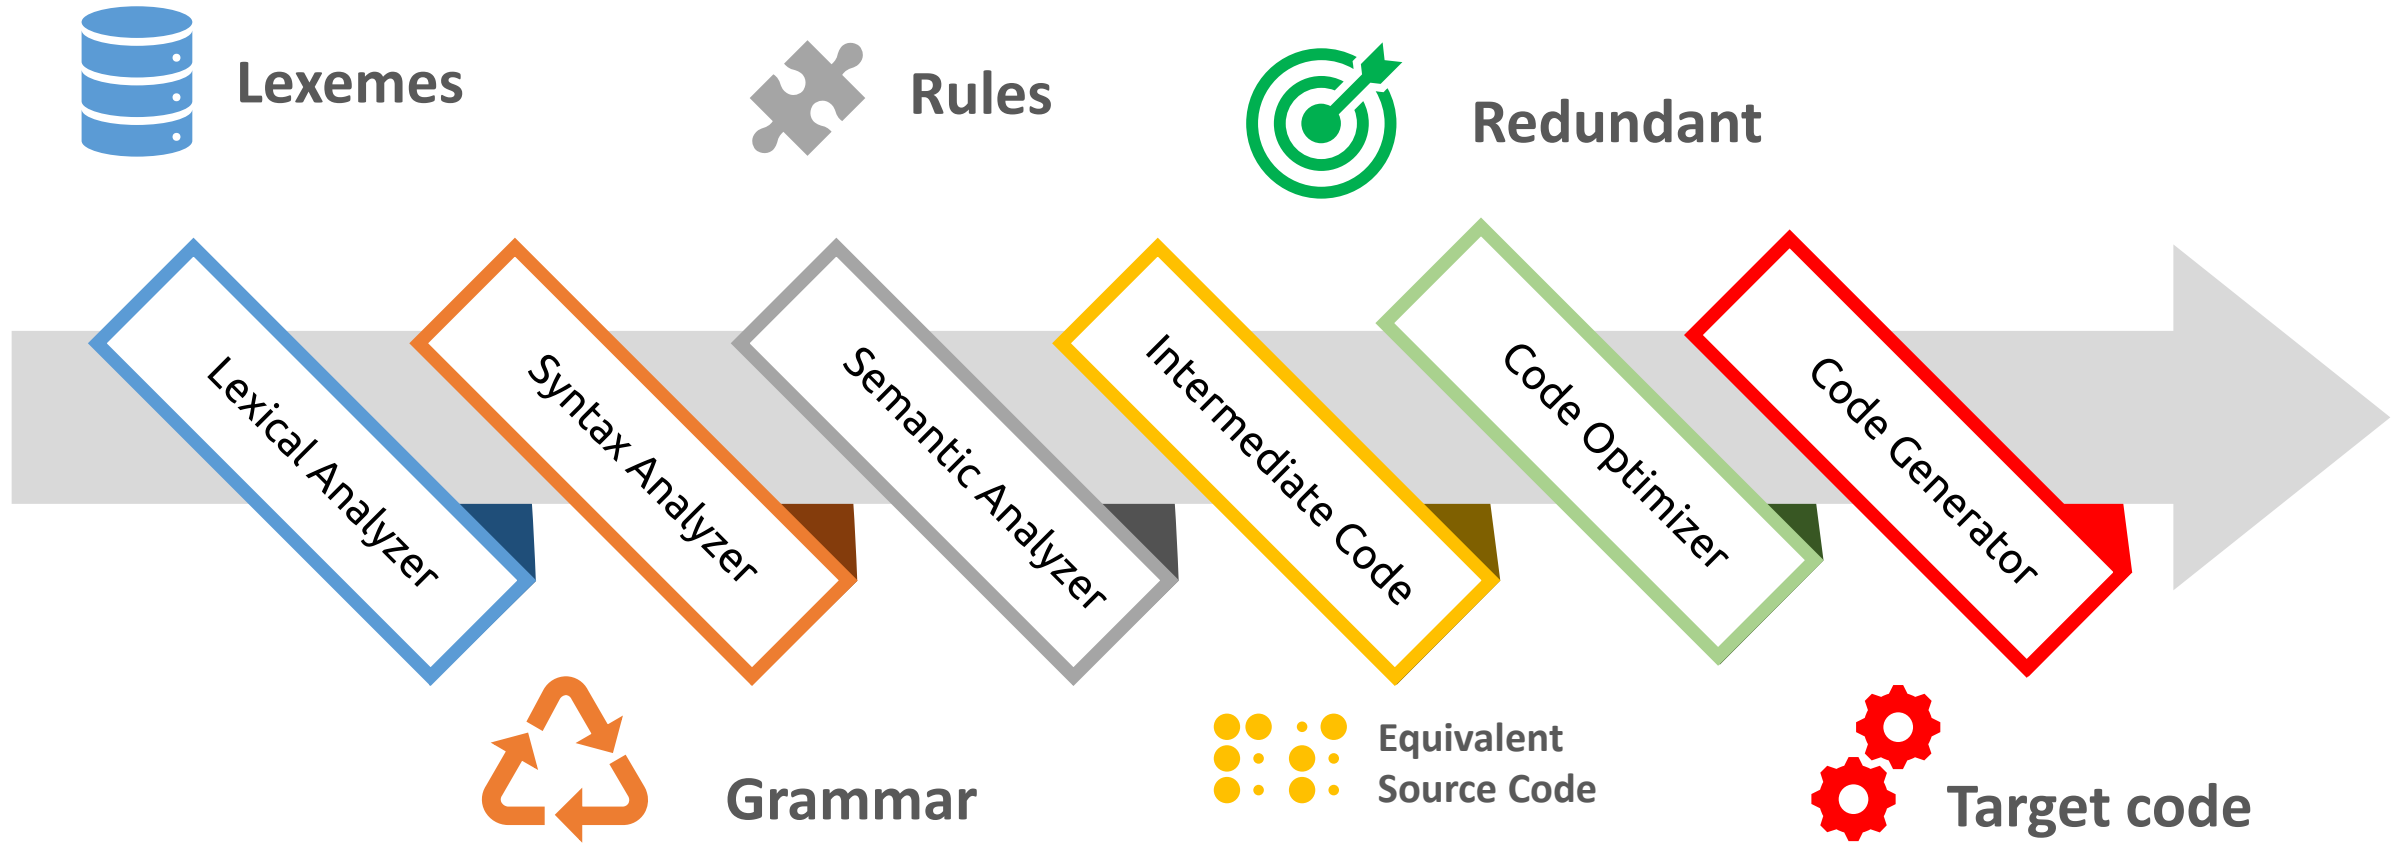 Lexemes
Rules
Redundant
Lexical Analyzer
Syntax Analyzer
Semantic Analyzer
Intermediate Code
Code Optimizer
Code Generator
Grammar
Equivalent
Source Code
Target code